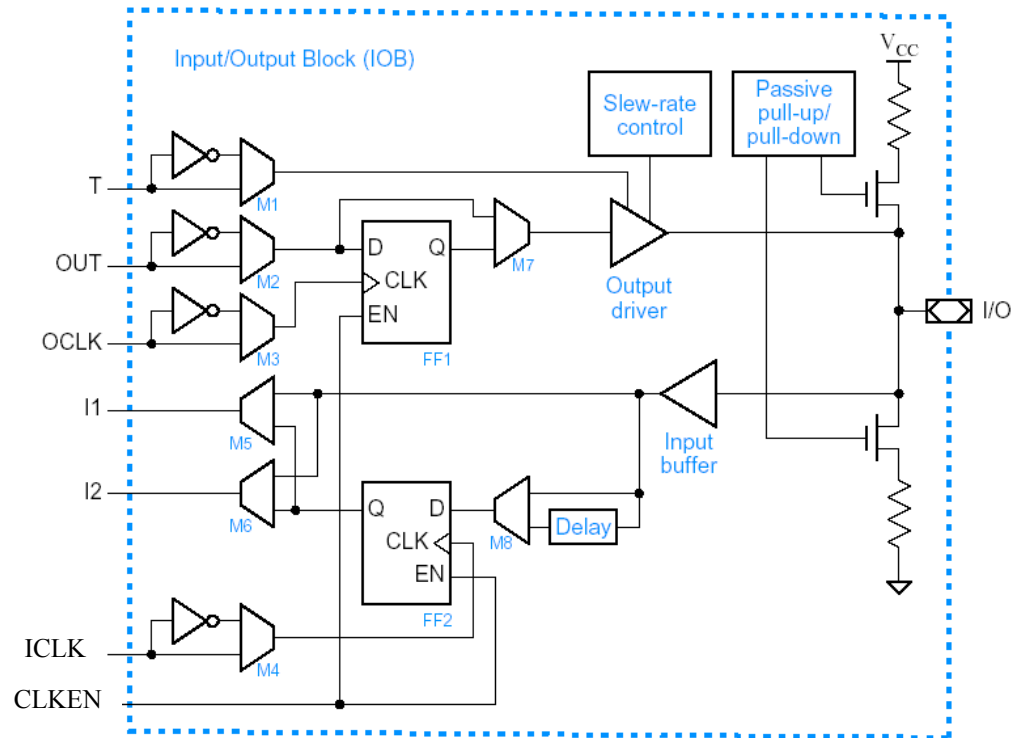 Input/Output Block (IOB)
V_CC
Slew-rate
control
Passive
pull-up/
pull-down
T
M1
OUT
M2
D
Q
M7
CLK
EN
FF1
Output
driver
OCLK
M3
I/O
I1
M5
Input
buffer
I2
M6
Q
D
CLK
EN
FF2
M8
Delay
ICLK
M4
CLKEN